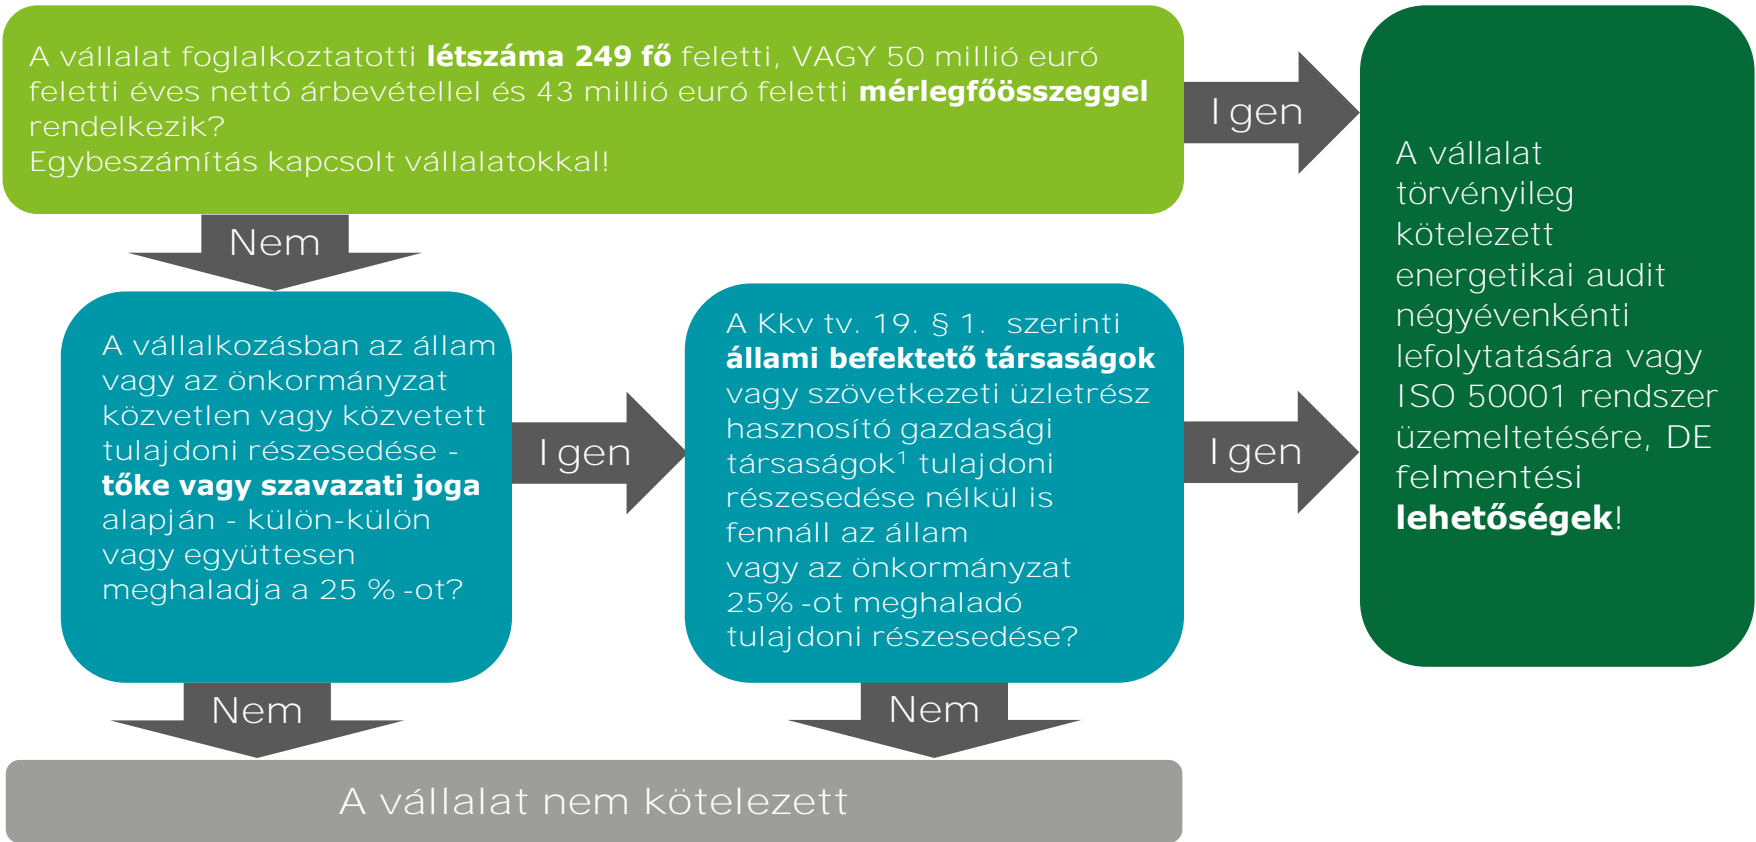 A vállalat foglalkoztatotti létszáma 249 fő feletti, VAGY 50 millió euró
feletti éves nettó árbevétellel és 43 millió euró feletti mérlegfőösszeggel
rendelkezik?
Egybeszámítás kapcsolt vállalatokkal!
Igen
Nem
A vállalkozásban az állam
vagy az önkormányzat
közvetlen vagy közvetett
tulajdoni részesedése -
tőke vagy szavazati joga
alapján - külön-külön
vagy együttesen
meghaladja a 25 %-ot?
Igen
Nem
A Kkv tv. 19. § 1. szerinti
állami befektető társaságok
vagy szövetkezeti üzletrész
hasznosító gazdasági
társaságok¹ tulajdoni
részesedése nélkül is
fennáll az állam
vagy az önkormányzat
25%-ot meghaladó
tulajdoni részesedése?
Igen
Nem
A vállalat
törvényileg
kötelezett
energetikai audit
négyévenkénti
lefolytatására vagy
ISO 50001 rendszer
üzemeltetésére, DE
felmentési
lehetőségek!
A vállalat nem kötelezett